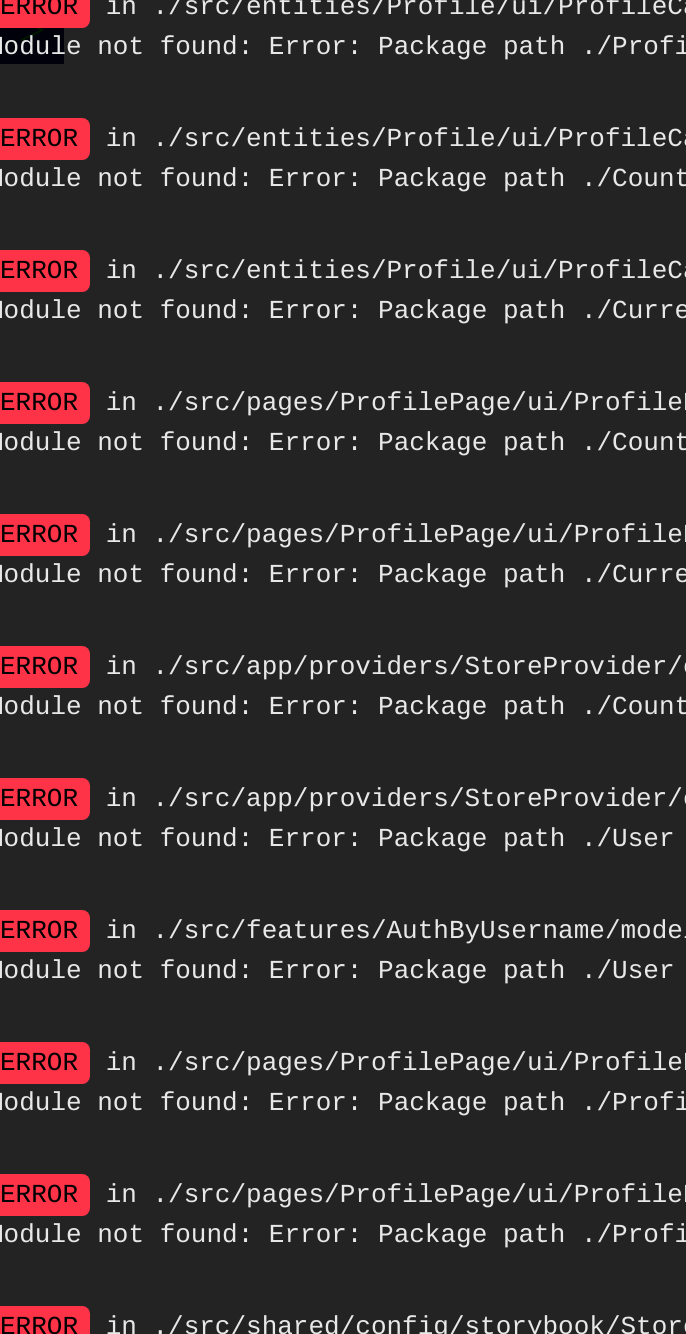 ERROR in ./src/entities/Profile/ui/ProfileCa
Module not found: Error: Package path ./Profi
ERROR in ./src/entities/Profile/ui/ProfileCa
Module not found: Error: Package path ./Count
ERROR in ./src/entities/Profile/ui/ProfileCa
Module not found: Error: Package path ./Curre
ERROR in ./src/pages/ProfilePage/ui/Profile
Module not found: Error: Package path ./Count
ERROR in ./src/pages/ProfilePage/ui/Profile
Module not found: Error: Package path ./Curre
ERROR in ./src/app/providers/StoreProvider/
Module not found: Error: Package path ./Count
ERROR in ./src/app/providers/StoreProvider/
Module not found: Error: Package path ./User
ERROR in ./src/features/AuthByUsername/mode
Module not found: Error: Package path ./User
ERROR in ./src/pages/ProfilePage/ui/Profile
Module not found: Error: Package path ./Profi
ERROR in ./src/pages/ProfilePage/ui/Profile
Module not found: Error: Package path ./Profi
ERROR in ./src/shared/config/storybook/Stor